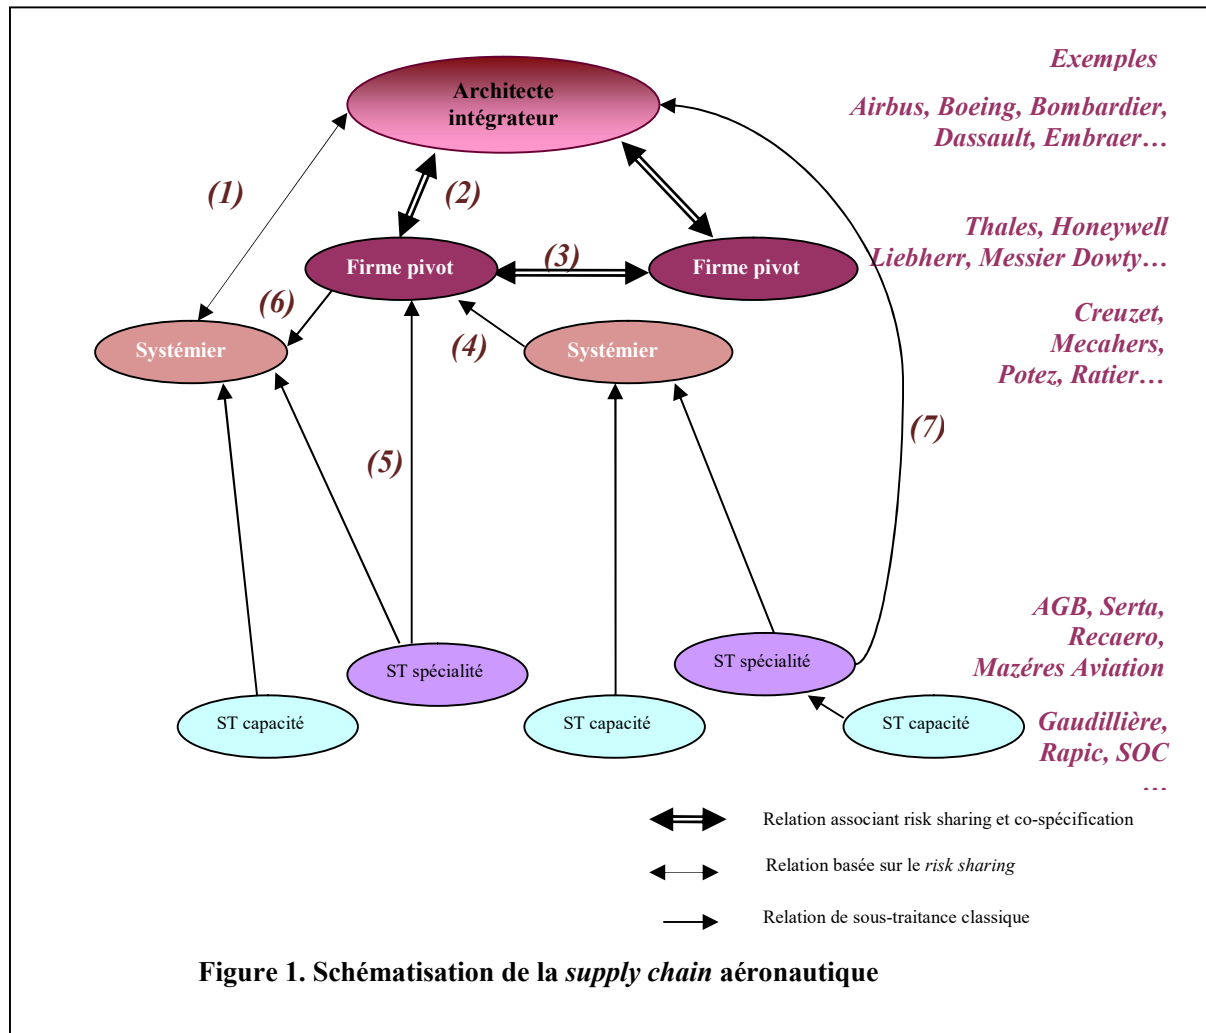 Exemples
Architecte
intégrateur
Airbus, Boeing, Bombardier,
Dassault, Embraer…
(1)
(2)
Thales, Honeywell
Liebherr, Messier Dowty…
Firme pivot
(3)
Firme pivot
(6)
Creuzet,
Mecahers,
Potez, Ratier…
Systémier
(4)
Systémier
(7)
(5)
AGB, Serta,
Recaero,
Mazéres Aviation
ST spécialité
ST spécialité
ST capacité
ST capacité
ST capacité
Gaudillière,
Rapic, SOC
…
Relation associant risk sharing et co-spécification
Relation basée sur le risk sharing
Relation de sous-traitance classique
Figure 1. Schématisation de la supply chain aéronautique